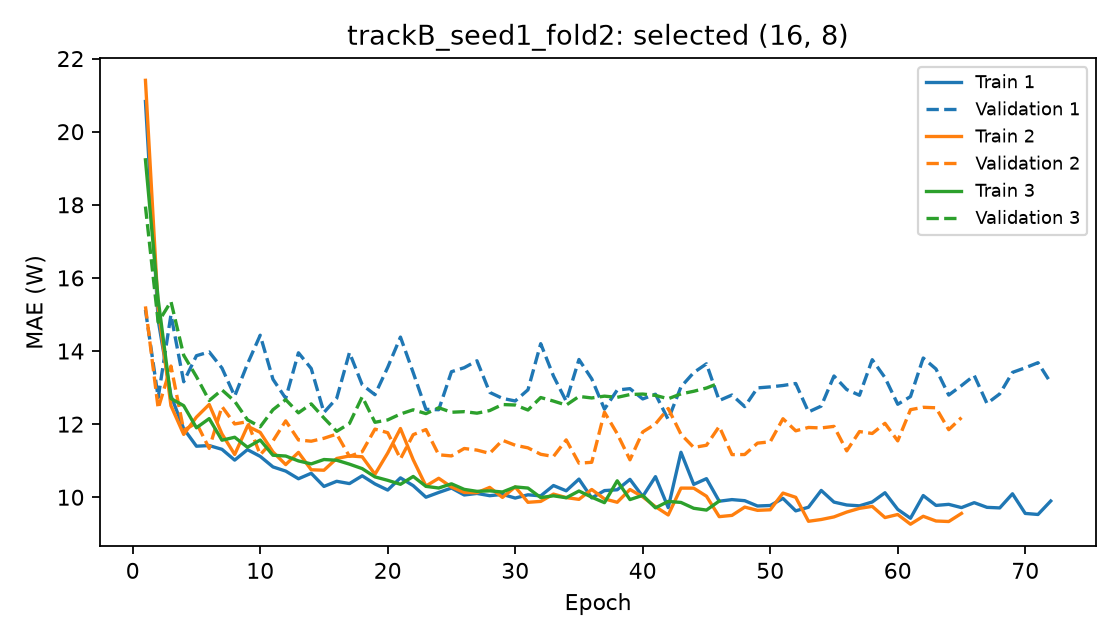 trackB_seed1_fold2: selected (16, 8)
22
20
18
16
14
12
10
MAE (W)
Train 1
Validation 1
Train 2
Validation 2
Train 3
Validation 3
0 10 20 30 40 50 60 70
Epoch